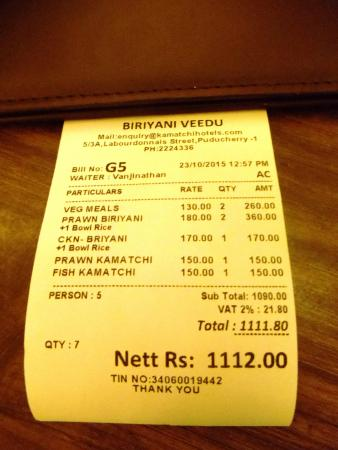 BIRIYANI VEEDU
Mail:enquiry@kamatchihotels.com
5/3A,Labourdonnais Street,Puducherry -1
PH:2224336
Bill No: G5 23/10/2015 12:57 PM
WAITER : Vanjinathan AC
PARTICULARS RATE QTY AMT
VEG MEALS 130.00 2 260.00
PRAWN BIRIYANI 180.00 2 360.00
+1 Bowl Rice
CKN- BRIYANI 170.00 1 170.00
+1 Bowl Rice
PRAWN KAMATCHI 150.00 1 150.00
FISH KAMATCHI 150.00 1 150.00
PERSON : 5 Sub Total: 1090.00
VAT 2% : 21.80
Total : 1111.80
QTY : 7
Nett Rs: 1112.00
TIN NO:34060019442
THANK YOU